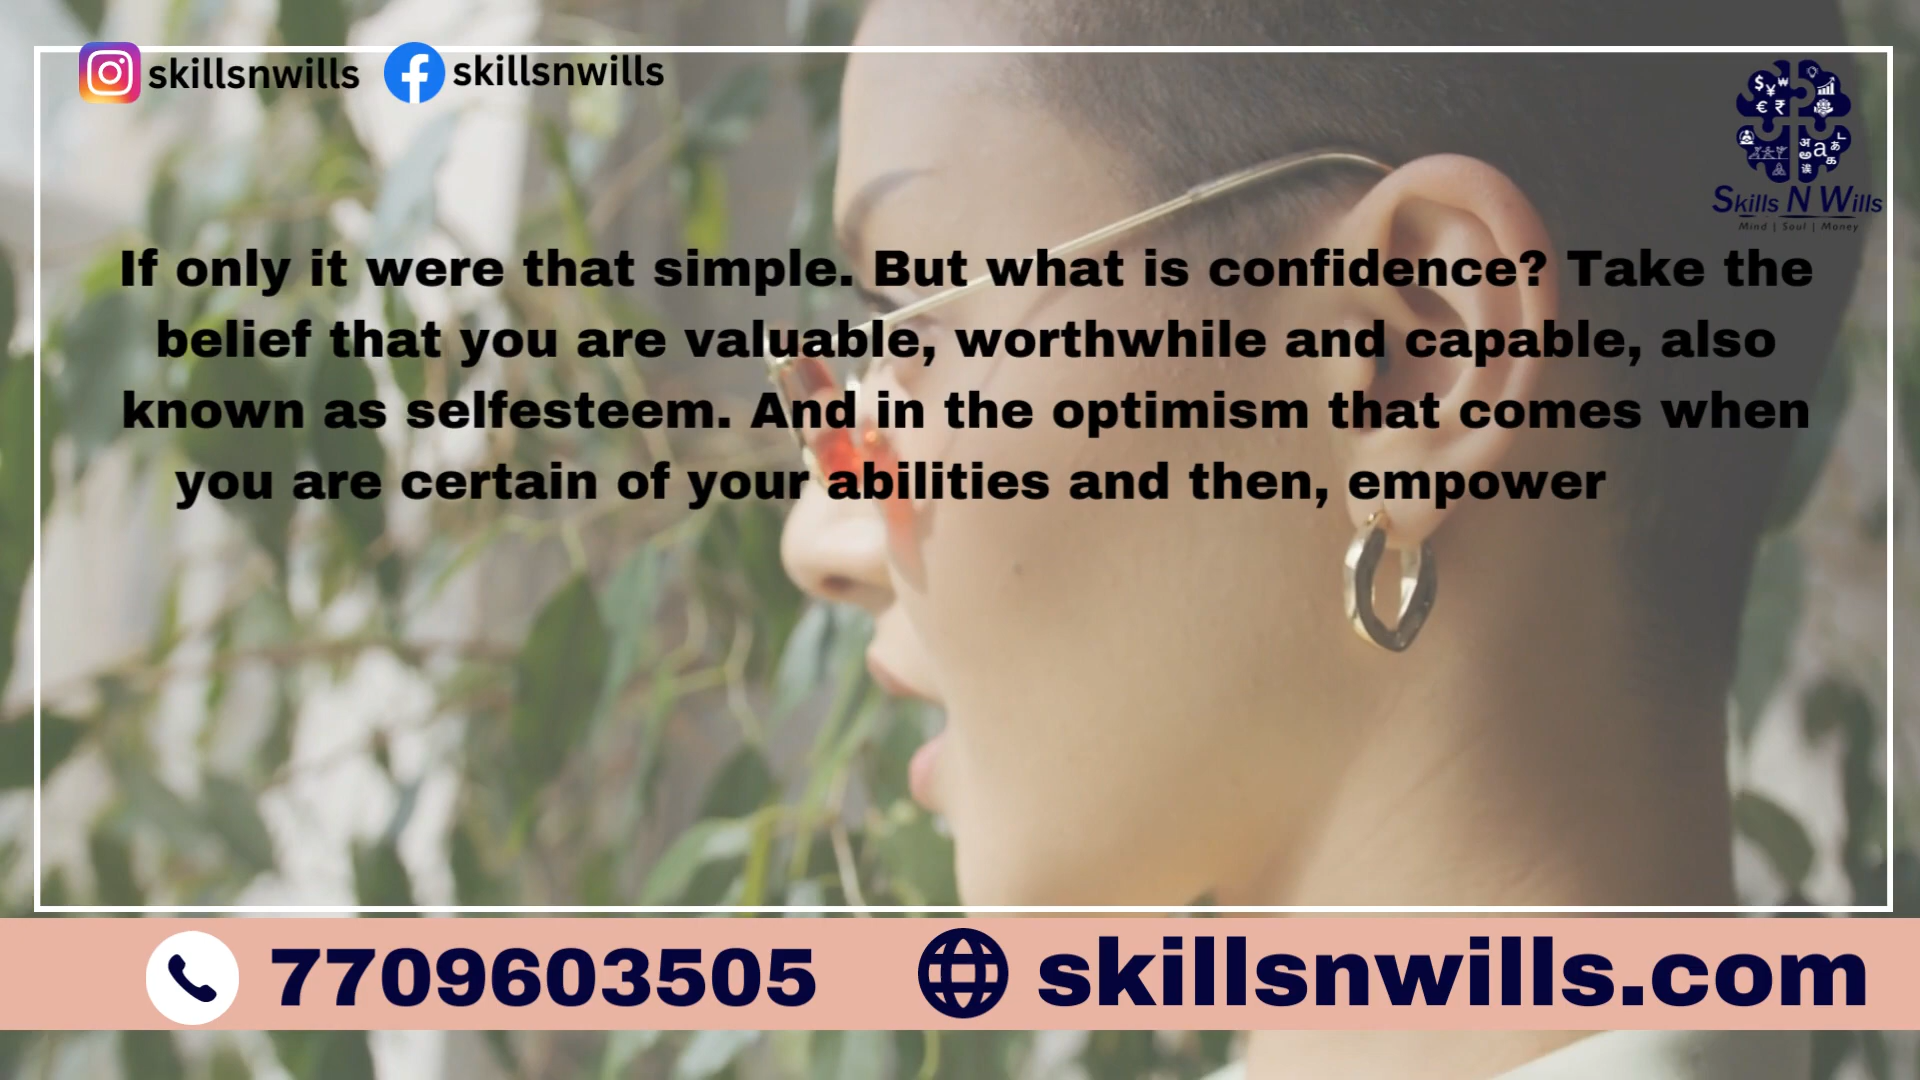 skillsnwills skillsnwills
$ ¥ ₩
€ ₹
अ a あ
Skills N Wills
Mind | Soul | Money
If only it were that simple. But what is confidence? Take the
belief that you are valuable, worthwhile and capable, also
known as selfesteem. And in the optimism that comes when
you are certain of your abilities and then, empower
7709603505 skillsnwills.com